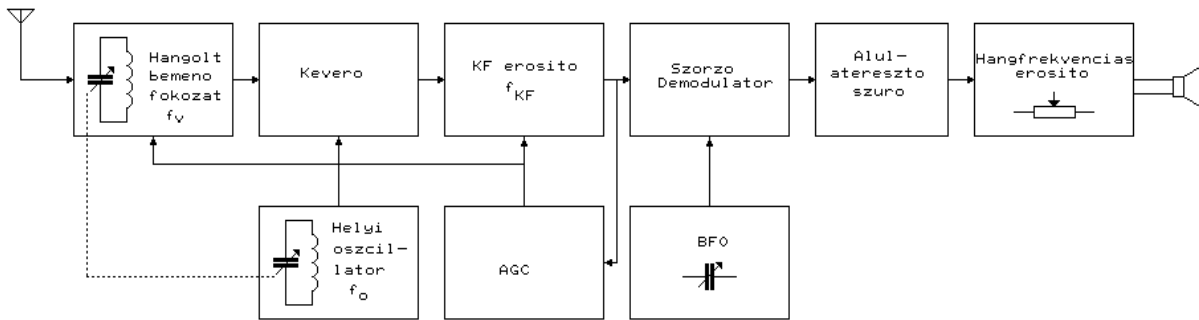 Hangolt
bemeno
fokozat
fv
Kevero
KF erosito
fKF
Szorzo
Demodulator
Alul-
atereszto
szuro
Hangfrekvencias
erosito
Helyi
oszcil-
lator
fo
AGC
BFO